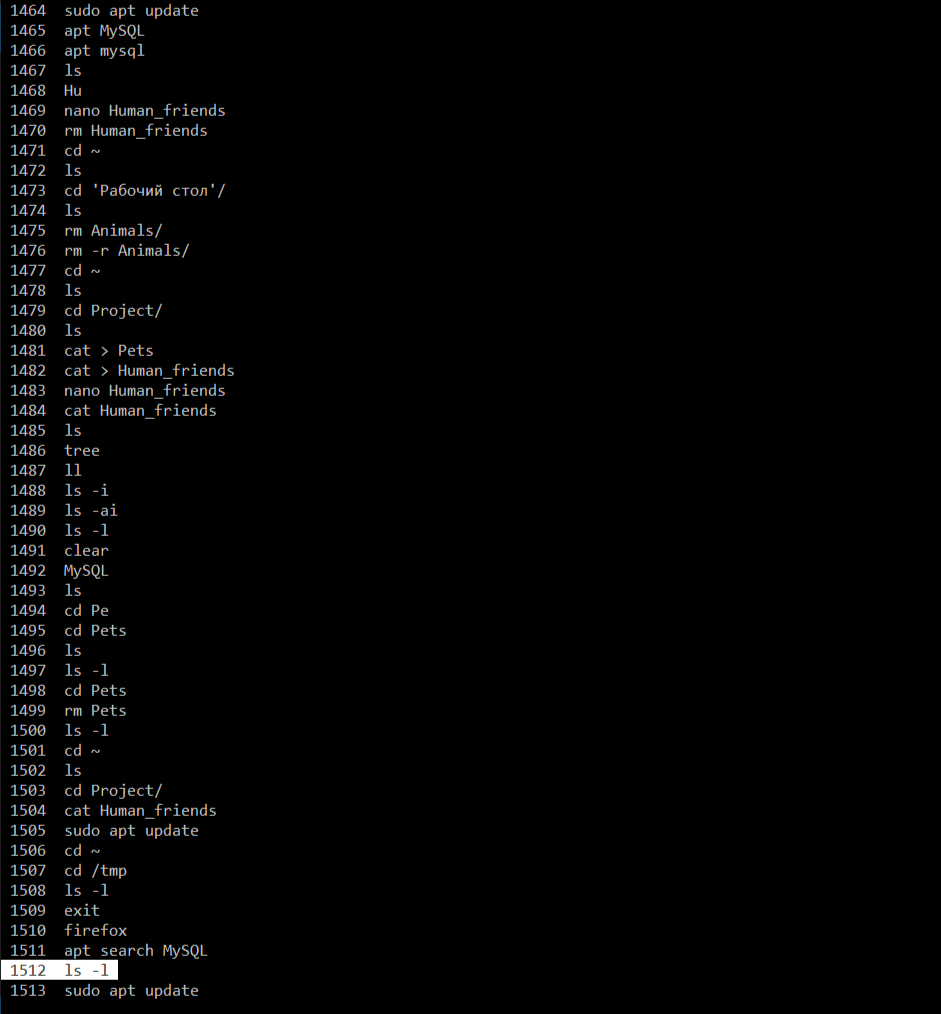 1464  sudo apt update
1465  apt MySQL
1466  apt mysql
1467  ls
1468  Hu
1469  nano Human_friends
1470  rm Human_friends
1471  cd ~
1472  ls
1473  cd 'Рабочий стол'/
1474  ls
1475  rm Animals/
1476  rm -r Animals/
1477  cd ~
1478  ls
1479  cd Project/
1480  ls
1481  cat > Pets
1482  cat > Human_friends
1483  nano Human_friends
1484  cat Human_friends
1485  ls
1486  tree
1487  ll
1488  ls -i
1489  ls -ai
1490  ls -l
1491  clear
1492  MySQL
1493  ls
1494  cd Pe
1495  cd Pets
1496  ls
1497  ls -l
1498  cd Pets
1499  rm Pets
1500  ls -l
1501  cd ~
1502  ls
1503  cd Project/
1504  cat Human_friends
1505  sudo apt update
1506  cd ~
1507  cd /tmp
1508  ls -l
1509  exit
1510  firefox
1511  apt search MySQL
1512  ls -l
1513  sudo apt update